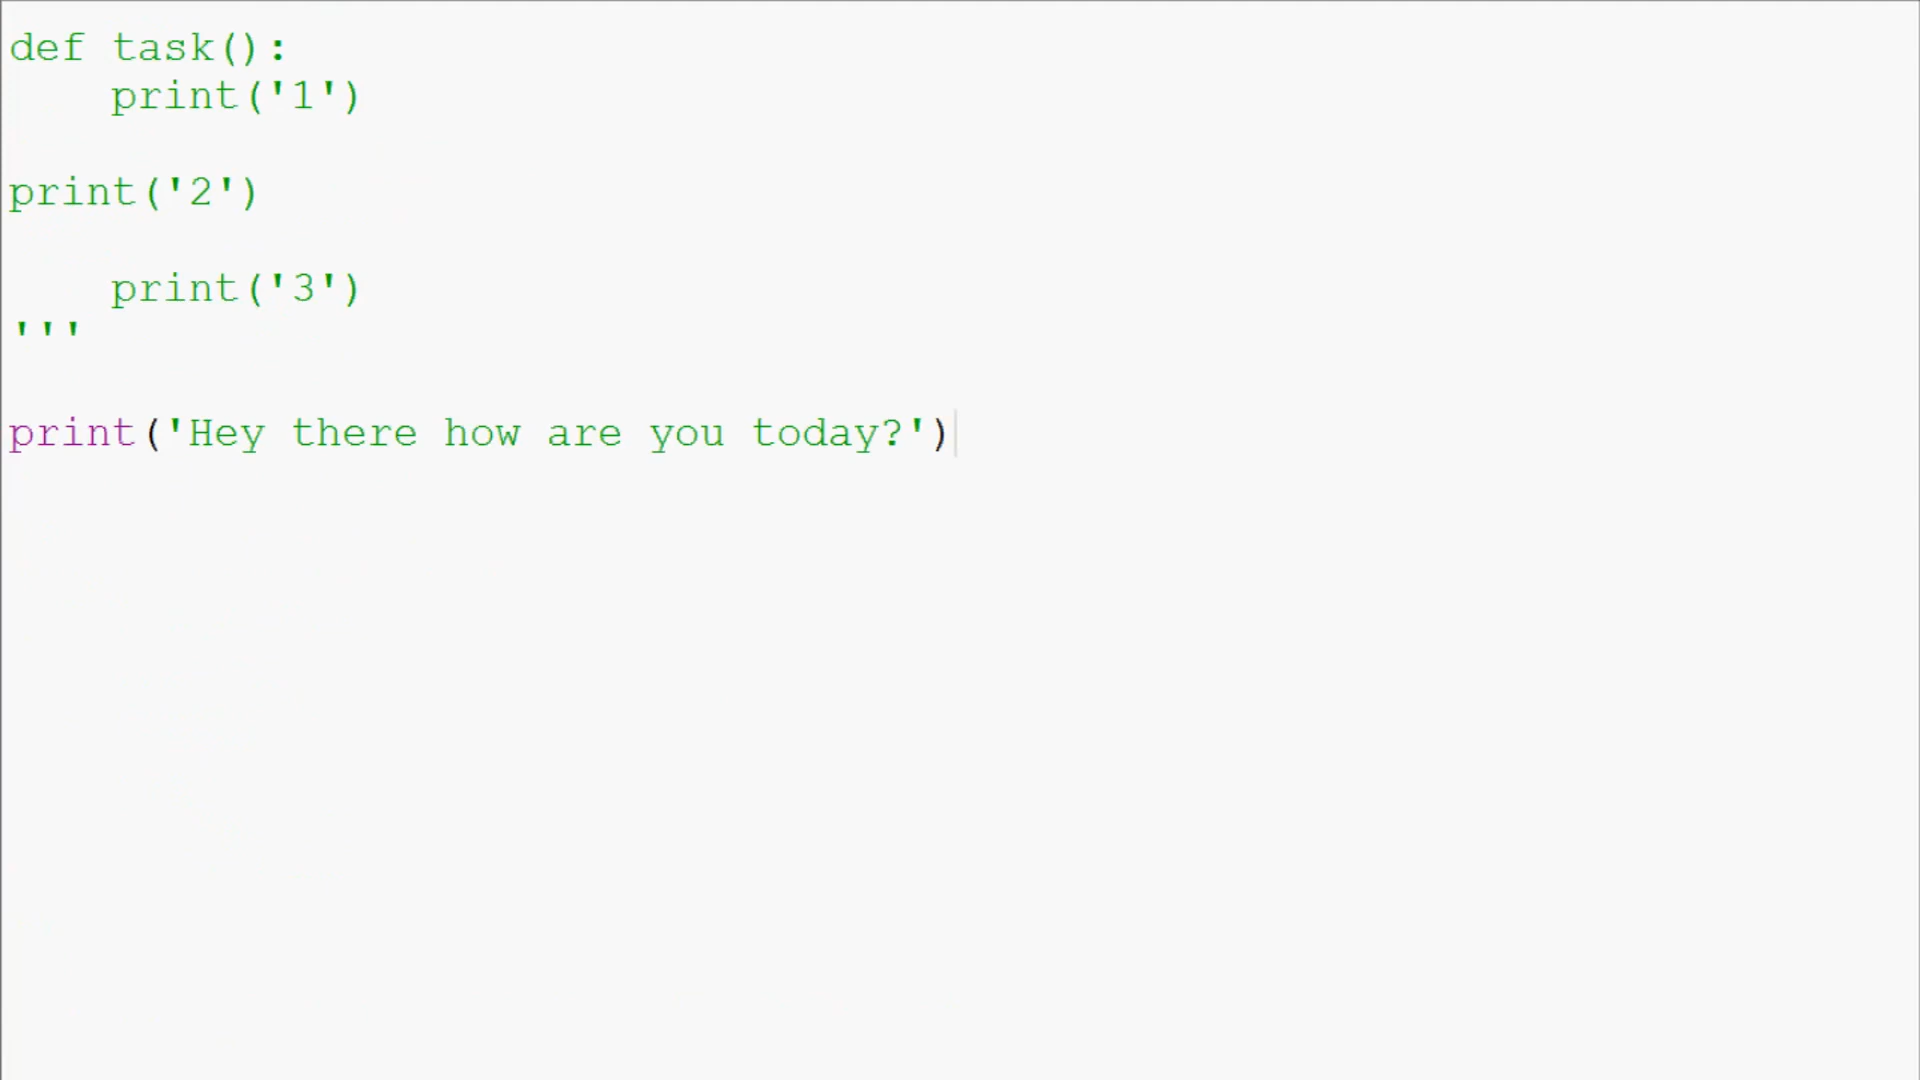 def task():
    print('1')
print('2')
    print('3')
'''
print('Hey there how are you today?')